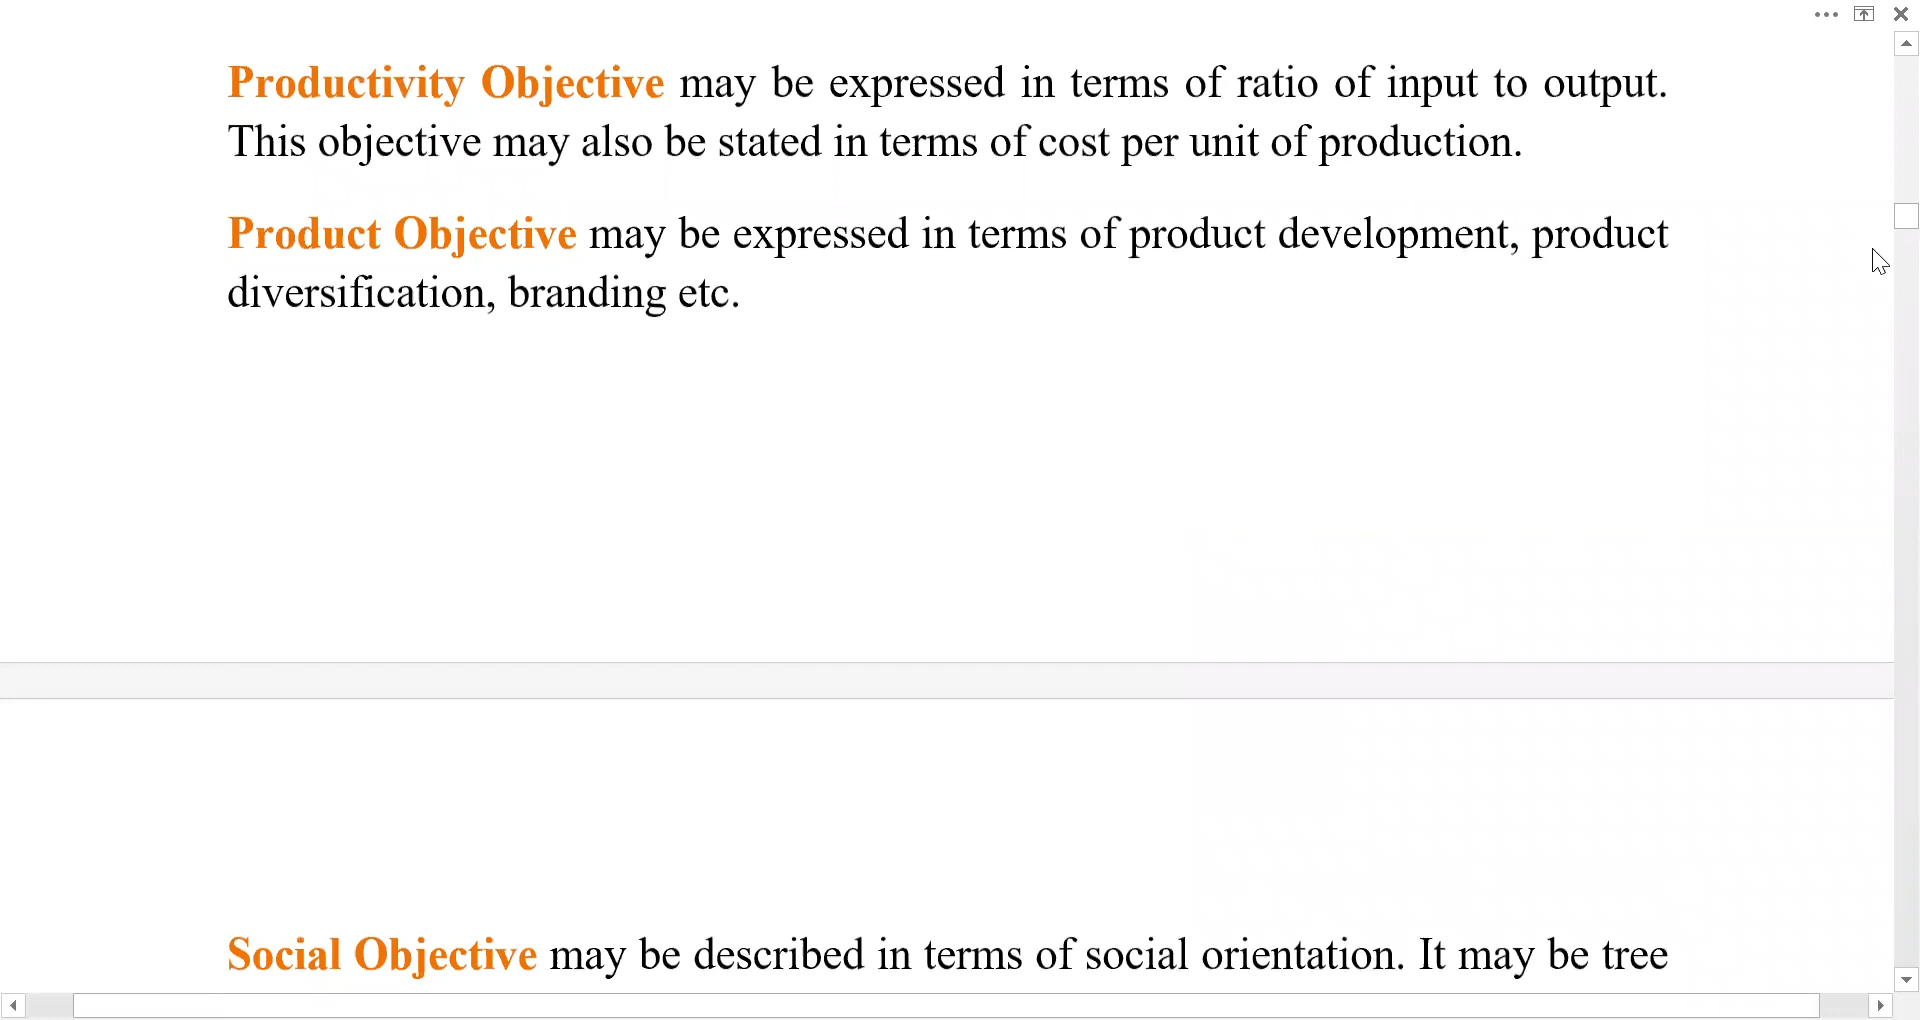 Productivity Objective may be expressed in terms of ratio of input to output.
This objective may also be stated in terms of cost per unit of production.
Product Objective may be expressed in terms of product development, product
diversification, branding etc.
Social Objective may be described in terms of social orientation. It may be tree